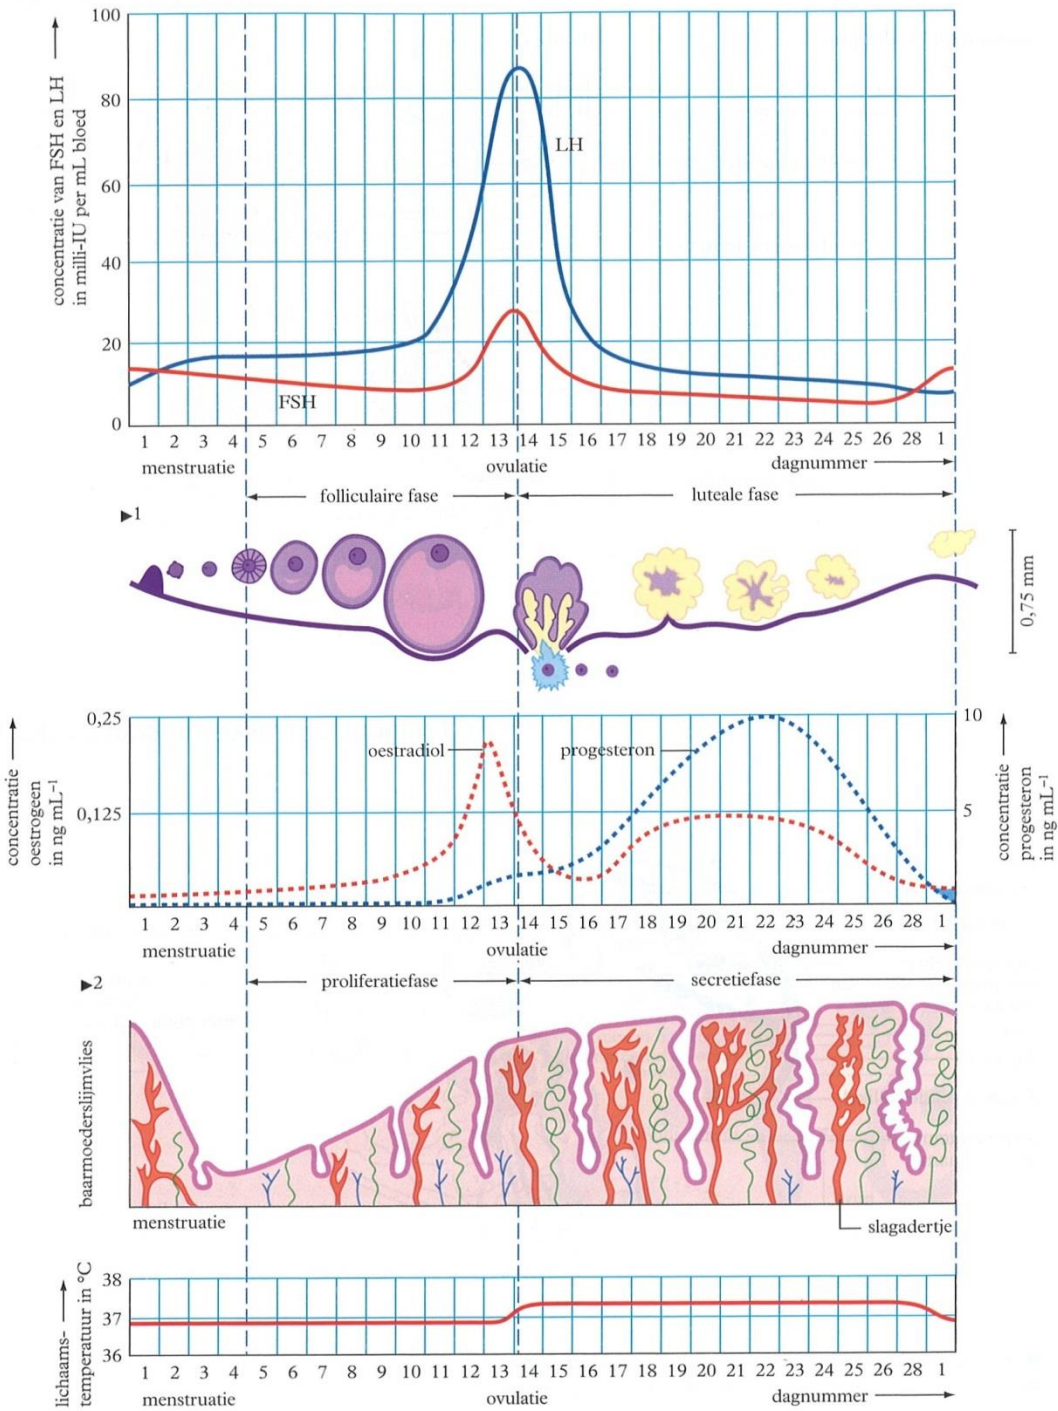 concentratie van FSH en LH
in milli-IU per mL bloed
100
80
60
40
20
0
LH
FSH
1 2 3 4 5 6 7 8 9 10 11 12 13 14 15 16 17 18 19 20 21 22 23 24 25 26 28 1
menstruatie ovulatie dagnummer
folliculaire fase luteale fase
▶1
0,75 mm
concentratie
oestrogeen
in ng mL⁻¹
0,25
0,125
oestradiol
progesteron
10
5
concentratie
progesteron
in ng mL⁻¹
1 2 3 4 5 6 7 8 9 10 11 12 13 14 15 16 17 18 19 20 21 22 23 24 25 26 28 1
menstruatie ovulatie dagnummer
▶2
proliferatiefase secretiefase
baarmoederslijmvlies
menstruatie
slagadertje
lichaams-
temperatuur in °C
38
37
36
1 2 3 4 5 6 7 8 9 10 11 12 13 14 15 16 17 18 19 20 21 22 23 24 25 26 28 1
menstruatie ovulatie dagnummer